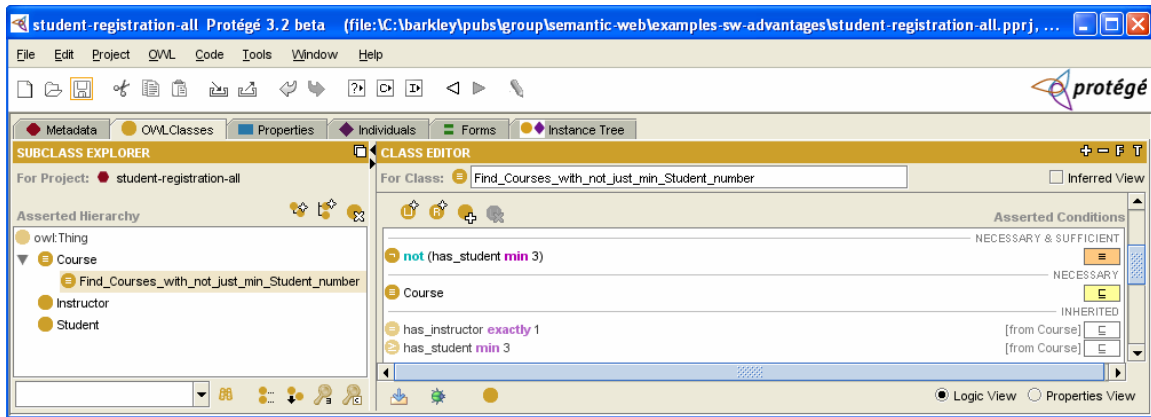 student-registration-all Protégé 3.2 beta (file:\C:\barkley\pubs\group\semantic-web\examples-sw-advantages\student-registration-all.pprj, ...
File Edit Project OWL Code Tools Window Help
protégé
Metadata OWLClasses Properties Individuals Forms Instance Tree
SUBCLASS EXPLORER
For Project: student-registration-all
Asserted Hierarchy
owl:Thing
Course
Find_Courses_with_not_just_min_Student_number
Instructor
Student
CLASS EDITOR
F T
For Class: Find_Courses_with_not_just_min_Student_number Inferred View
Asserted Conditions
NECESSARY & SUFFICIENT
not (has_student min 3)
NECESSARY
Course
INHERITED
has_instructor exactly 1 [from Course]
has_student min 3 [from Course]
Logic View Properties View